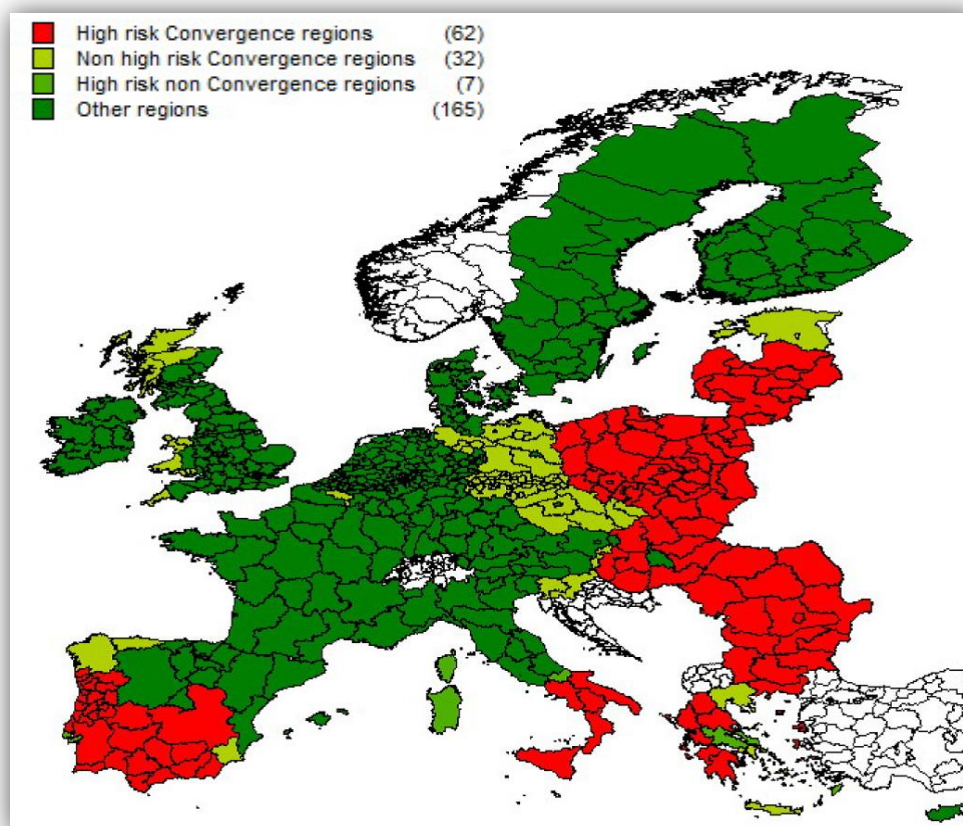 High risk Convergence regions (62)
Non high risk Convergence regions (32)
High risk non Convergence regions (7)
Other regions (165)